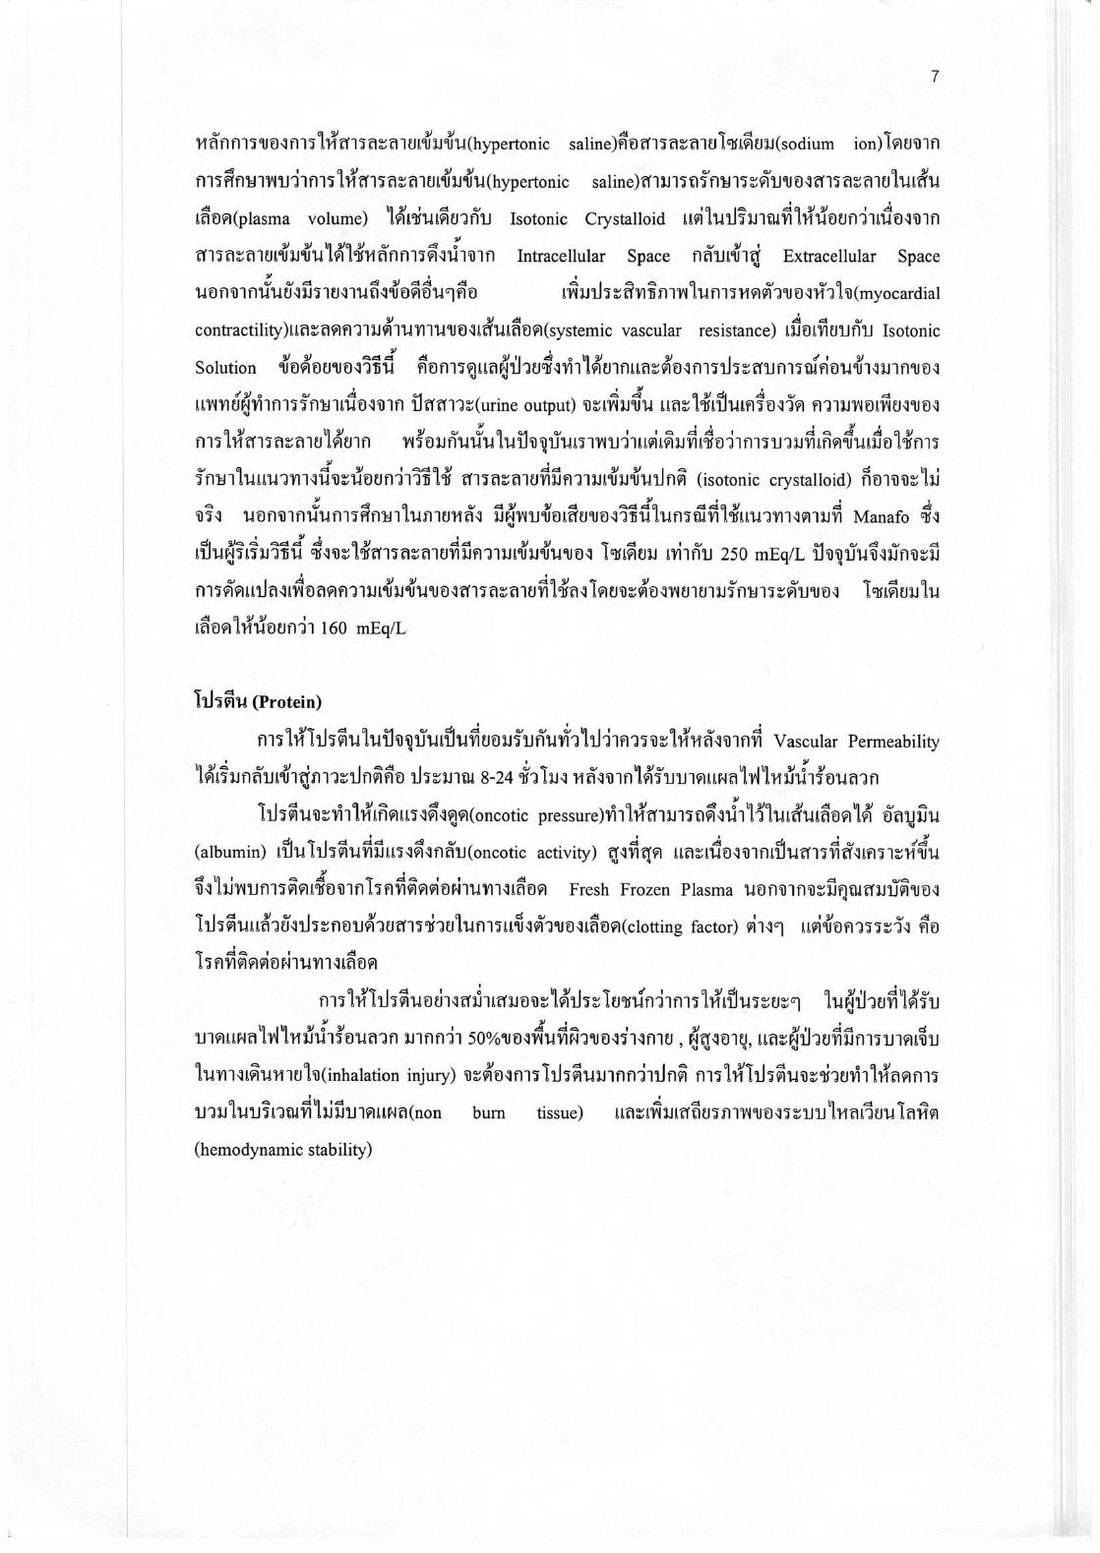 7
หลักการของการให้สารละลายเข้มข้น(hypertonic saline)คือสารละลายโซเดียม(sodium ion)โดยจาก
การศึกษาพบว่าการให้สารละลายเข้มข้น(hypertonic saline)สามารถรักษาระดับของสารละลายในเส้น
เลือด(plasma volume) ได้เช่นเดียวกับ Isotonic Crystalloid แต่ในปริมาณที่ให้น้อยกว่าเนื่องจาก
สารละลายเข้มข้นได้ใช้หลักการดึงน้ำจาก Intracellular Space กลับเข้าสู่ Extracellular Space
นอกจากนั้นยังมีรายงานถึงข้อดีอื่นๆคือ เพิ่มประสิทธิภาพในการหดตัวของหัวใจ(myocardial
contractility)และลดความต้านทานของเส้นเลือด(systemic vascular resistance) เมื่อเทียบกับ Isotonic
Solution ข้อด้อยของวิธีนี้ คือการดูแลผู้ป่วยซึ่งทำได้ยากและต้องการประสบการณ์ค่อนข้างมากของ
แพทย์ผู้ทำการรักษาเนื่องจาก ปัสสาวะ(urine output) จะเพิ่มขึ้น และใช้เป็นเครื่องวัด ความพอเพียงของ
การให้สารละลายได้ยาก พร้อมกันนั้นในปัจจุบันเราพบว่าแต่เดิมที่เชื่อว่าการบวมที่เกิดขึ้นเมื่อใช้การ
รักษาในแนวทางนี้จะน้อยกว่าวิธีใช้ สารละลายที่มีความเข้มข้นปกติ (isotonic crystalloid) ก็อาจจะไม่
จริง นอกจากนั้นการศึกษาในภายหลัง มีผู้พบข้อเสียของวิธีนี้ในกรณีที่ใช้แนวทางตามที่ Manafo ซึ่ง
เป็นผู้ริเริ่มวิธีนี้ ซึ่งจะใช้สารละลายที่มีความเข้มข้นของ โซเดียม เท่ากับ 250 mEq/L ปัจจุบันจึงมักจะมี
การดัดแปลงเพื่อลดความเข้มข้นของสารละลายที่ใช้ลงโดยจะต้องพยายามรักษาระดับของ โซเดียมใน
เลือดให้น้อยกว่า 160 mEq/L
โปรตีน (Protein)
การให้โปรตีนในปัจจุบันเป็นที่ยอมรับกันทั่วไปว่าควรจะให้หลังจากที่ Vascular Permeability
ได้เริ่มกลับเข้าสู่ภาวะปกติคือ ประมาณ 8-24 ชั่วโมง หลังจากได้รับบาดแผลไฟไหม้น้ำร้อนลวก
โปรตีนจะทำให้เกิดแรงดึงดูด(oncotic pressure)ทำให้สามารถดึงน้ำไว้ในเส้นเลือดได้ อัลบูมิน
(albumin) เป็นโปรตีนที่มีแรงดึงกลับ(oncotic activity) สูงที่สุด และเนื่องจากเป็นสารที่สังเคราะห์ขึ้น
จึงไม่พบการติดเชื้อจากโรคที่ติดต่อผ่านทางเลือด Fresh Frozen Plasma นอกจากจะมีคุณสมบัติของ
โปรตีนแล้วยังประกอบด้วยสารช่วยในการแข็งตัวของเลือด(clotting factor) ต่างๆ แต่ข้อควรระวัง คือ
โรคที่ติดต่อผ่านทางเลือด
การให้โปรตีนอย่างสม่ำเสมอจะได้ประโยชน์กว่าการให้เป็นระยะๆ ในผู้ป่วยที่ได้รับ
บาดแผลไฟไหม้น้ำร้อนลวก มากกว่า 50%ของพื้นที่ผิวของร่างกาย , ผู้สูงอายุ, และผู้ป่วยที่มีการบาดเจ็บ
ในทางเดินหายใจ(inhalation injury) จะต้องการโปรตีนมากกว่าปกติ การให้โปรตีนจะช่วยทำให้ลดการ
บวมในบริเวณที่ไม่มีบาดแผล(non burn tissue) และเพิ่มเสถียรภาพของระบบไหลเวียนโลหิต
(hemodynamic stability)